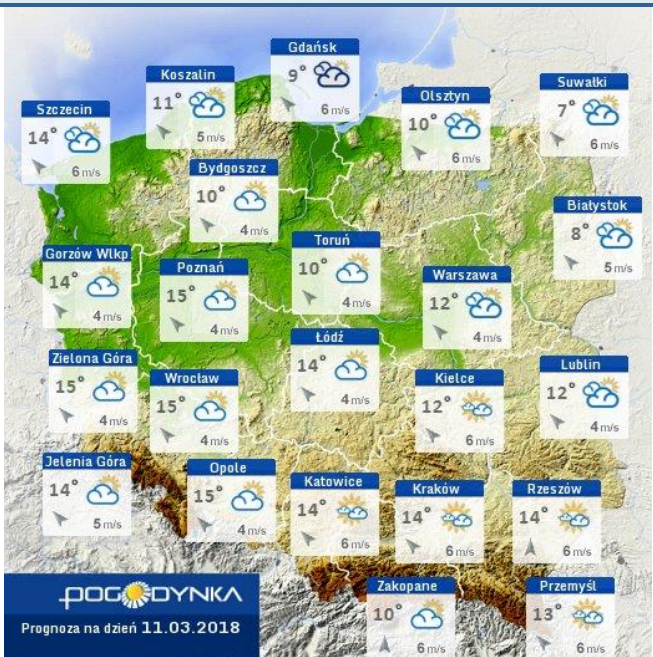 Gdańsk
9°
6 m/s
Koszalin
11°
5 m/s
Szczecin
14°
6 m/s
Olsztyn
10°
6 m/s
Suwałki
7°
6 m/s
Bydgoszcz
10°
4 m/s
Białystok
8°
5 m/s
Gorzów Wlkp
14°
4 m/s
Poznań
15°
4 m/s
Toruń
10°
4 m/s
Warszawa
12°
4 m/s
Zielona Góra
15°
4 m/s
Wrocław
15°
4 m/s
Łódź
14°
4 m/s
Kielce
12°
6 m/s
Lublin
12°
4 m/s
Jelenia Góra
14°
5 m/s
Opole
15°
4 m/s
Katowice
14°
6 m/s
Kraków
14°
6 m/s
Rzeszów
14°
6 m/s
Zakopane
10°
6 m/s
Przemyśl
13°
6 m/s
POGODYNKA
Prognoza na dzień 11.03.2018